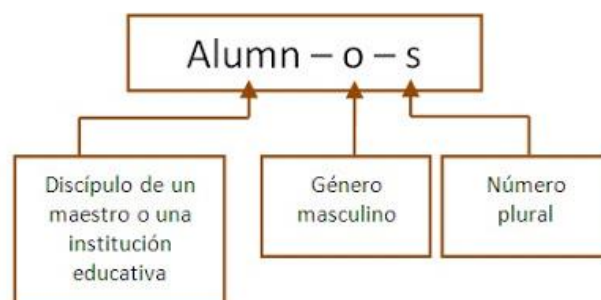 Alumn – o – s
Discípulo de un
maestro o una
institución
educativa
Género
masculino
Número
plural